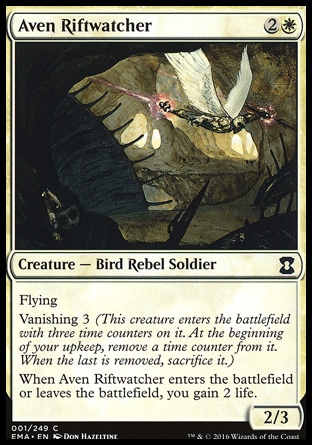 Aven Riftwatcher 2
Creature — Bird Rebel Soldier
Flying
Vanishing 3 (This creature enters the battlefield
with three time counters on it. At the beginning
of your upkeep, remove a time counter from it.
When the last is removed, sacrifice it.)
When Aven Riftwatcher enters the battlefield
or leaves the battlefield, you gain 2 life.
2/3
001/249 C
EMA • EN Don Hazeltine
™ & © 2016 Wizards of the Coast